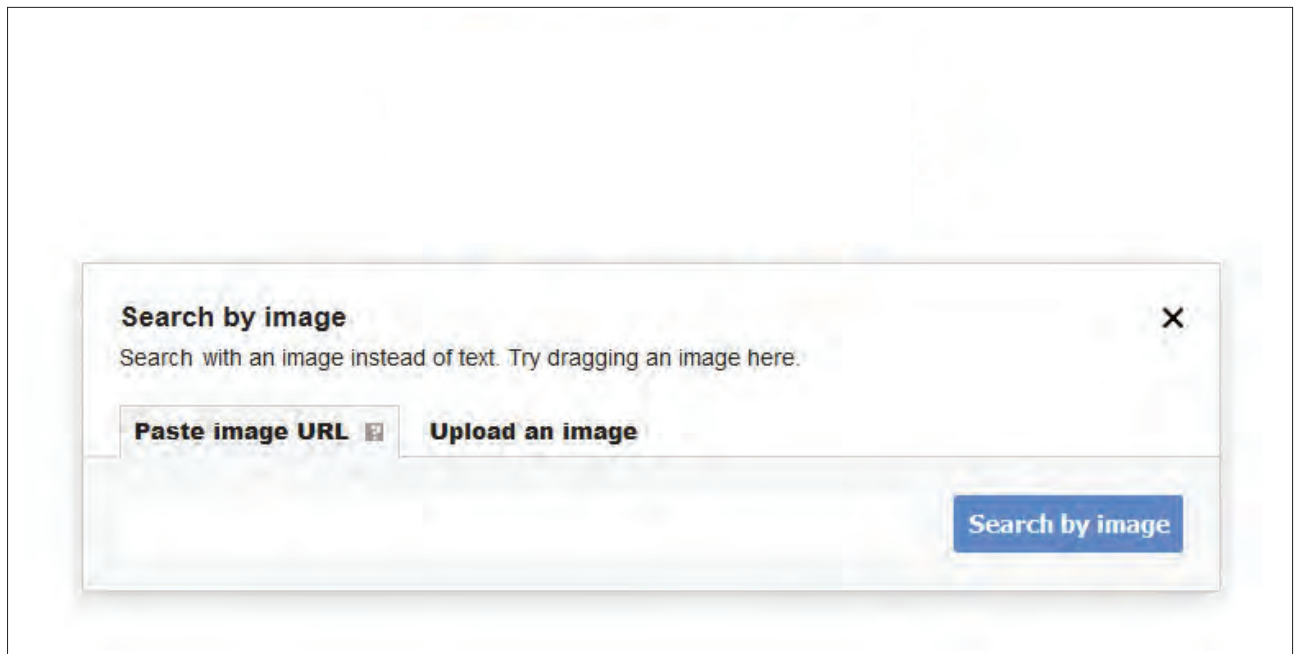 Search by image
Search with an image instead of text. Try dragging an image here.
Paste image URL ? Upload an image
Search by image